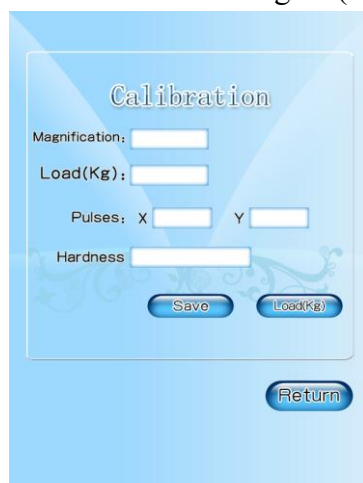 Calibration
Magnification:
Load(Kg):
Pulses: X Y
Hardness
Save Load(Kg)
Return